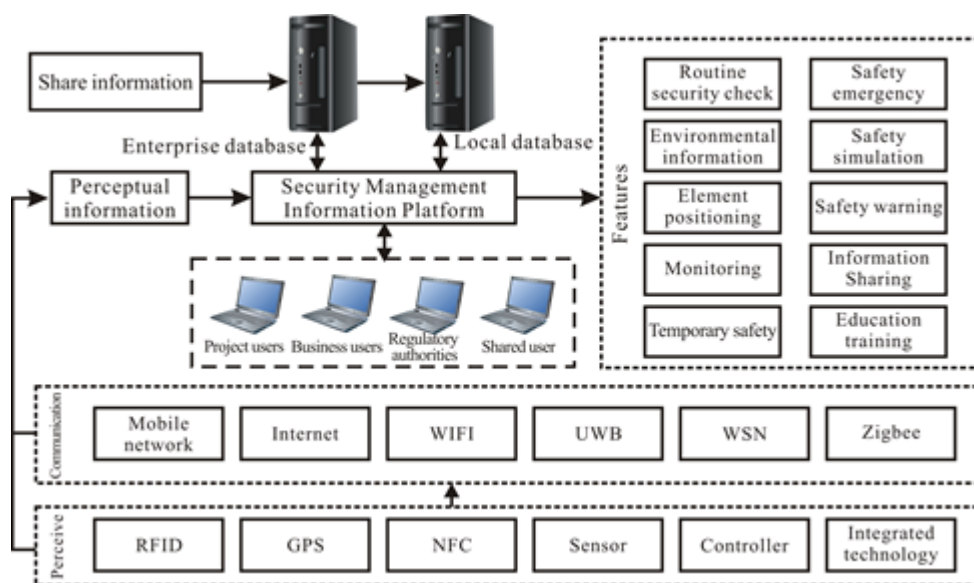 Share information
Enterprise database
Local database
Perceptual
information
Security Management
Information Platform
Project users
Business users
Regulatory
authorities
Shared user
Features
Routine
security check
Safety
emergency
Environmental
information
Safety
simulation
Element
positioning
Safety warning
Monitoring
Information
Sharing
Temporary safety
Education
training
Communication
Mobile
network
Internet
WIFI
UWB
WSN
Zigbee
Perceive
RFID
GPS
NFC
Sensor
Controller
Integrated
technology